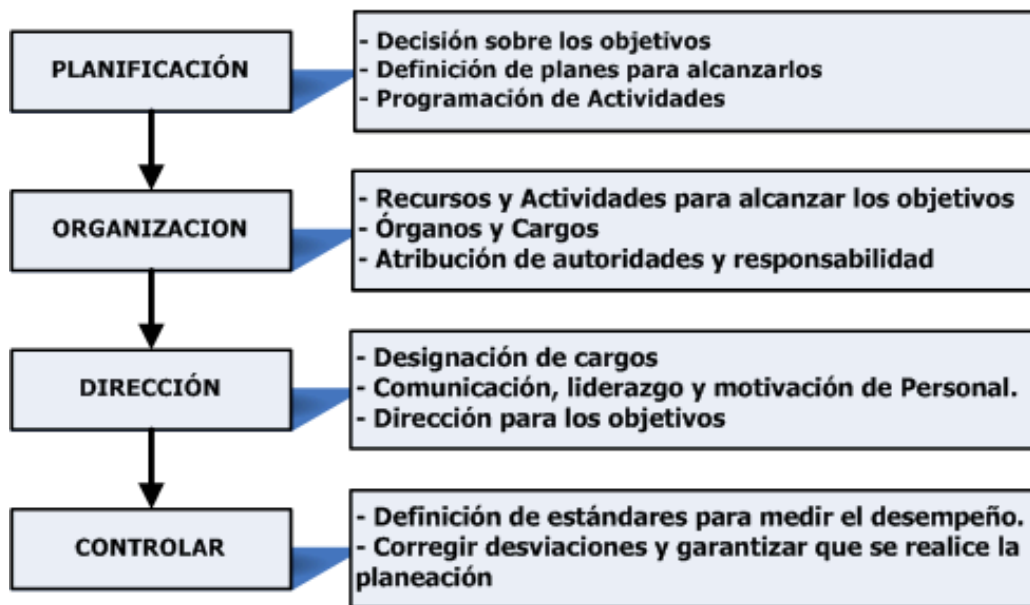 PLANIFICACIÓN
- Decisión sobre los objetivos
- Definición de planes para alcanzarlos
- Programación de Actividades
ORGANIZACION
- Recursos y Actividades para alcanzar los objetivos
- Órganos y Cargos
- Atribución de autoridades y responsabilidad
DIRECCIÓN
- Designación de cargos
- Comunicación, liderazgo y motivación de Personal.
- Dirección para los objetivos
CONTROLAR
- Definición de estándares para medir el desempeño.
- Corregir desviaciones y garantizar que se realice la
planeación